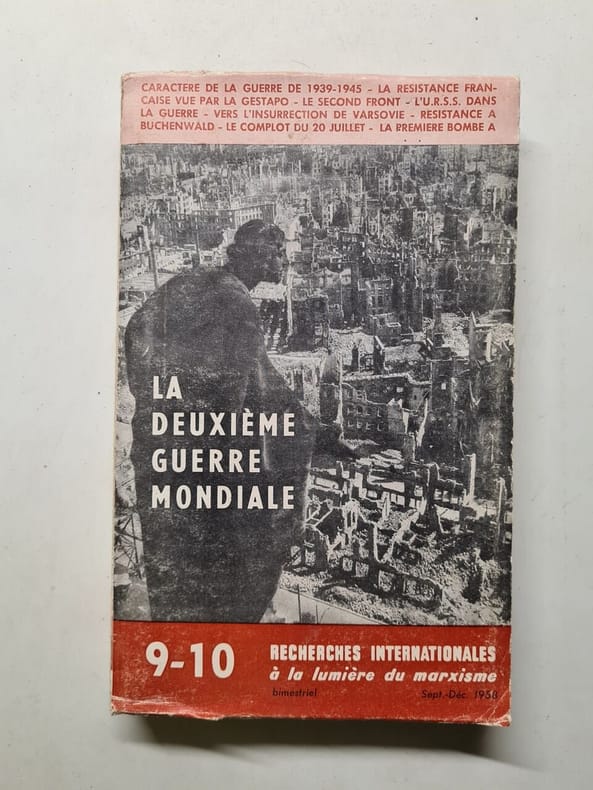 CARACTERE DE LA GUERRE DE 1939-1945 - LA RESISTANCE FRAN-
CAISE VUE PAR LA GESTAPO - LE SECOND FRONT - L'U.R.S.S. DANS
LA GUERRE - VERS L'INSURRECTION DE VARSOVIE - RESISTANCE A
BUCHENWALD - LE COMPLOT DU 20 JUILLET - LA PREMIERE BOMBE A
LA
DEUXIÈME
GUERRE
MONDIALE
9-10
RECHERCHES INTERNATIONALES
à la lumière du marxisme
bimestriel Sept.-Déc. 1958